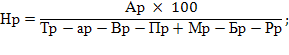 Нр = Ар × 100 / Тр – ар – Вр – Пр + Мр – Бр – Рр ;